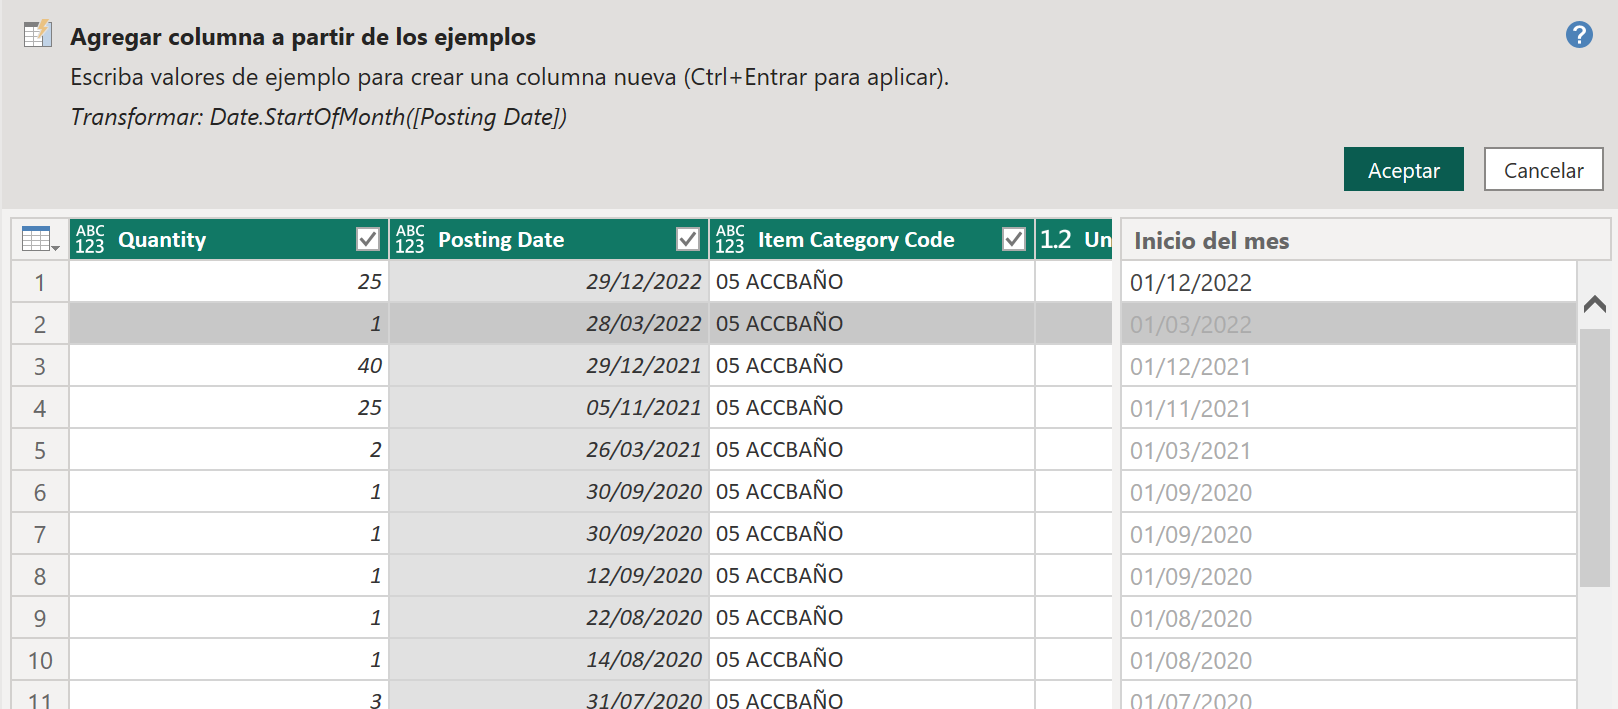 Agregar columna a partir de los ejemplos
Escriba valores de ejemplo para crear una columna nueva (Ctrl+Entrar para aplicar).
Transformar: Date.StartOfMonth([Posting Date])
?
Aceptar Cancelar
ABC 123 Quantity ABC 123 Posting Date ABC 123 Item Category Code 1.2 Un Inicio del mes
1 25 29/12/2022 05 ACCBAÑO 01/12/2022
2 1 28/03/2022 05 ACCBAÑO 01/03/2022
3 40 29/12/2021 05 ACCBAÑO 01/12/2021
4 25 05/11/2021 05 ACCBAÑO 01/11/2021
5 2 26/03/2021 05 ACCBAÑO 01/03/2021
6 1 30/09/2020 05 ACCBAÑO 01/09/2020
7 1 30/09/2020 05 ACCBAÑO 01/09/2020
8 1 12/09/2020 05 ACCBAÑO 01/09/2020
9 1 22/08/2020 05 ACCBAÑO 01/08/2020
10 1 14/08/2020 05 ACCBAÑO 01/08/2020
11 3 31/07/2020 05 ACCBAÑO 01/07/2020